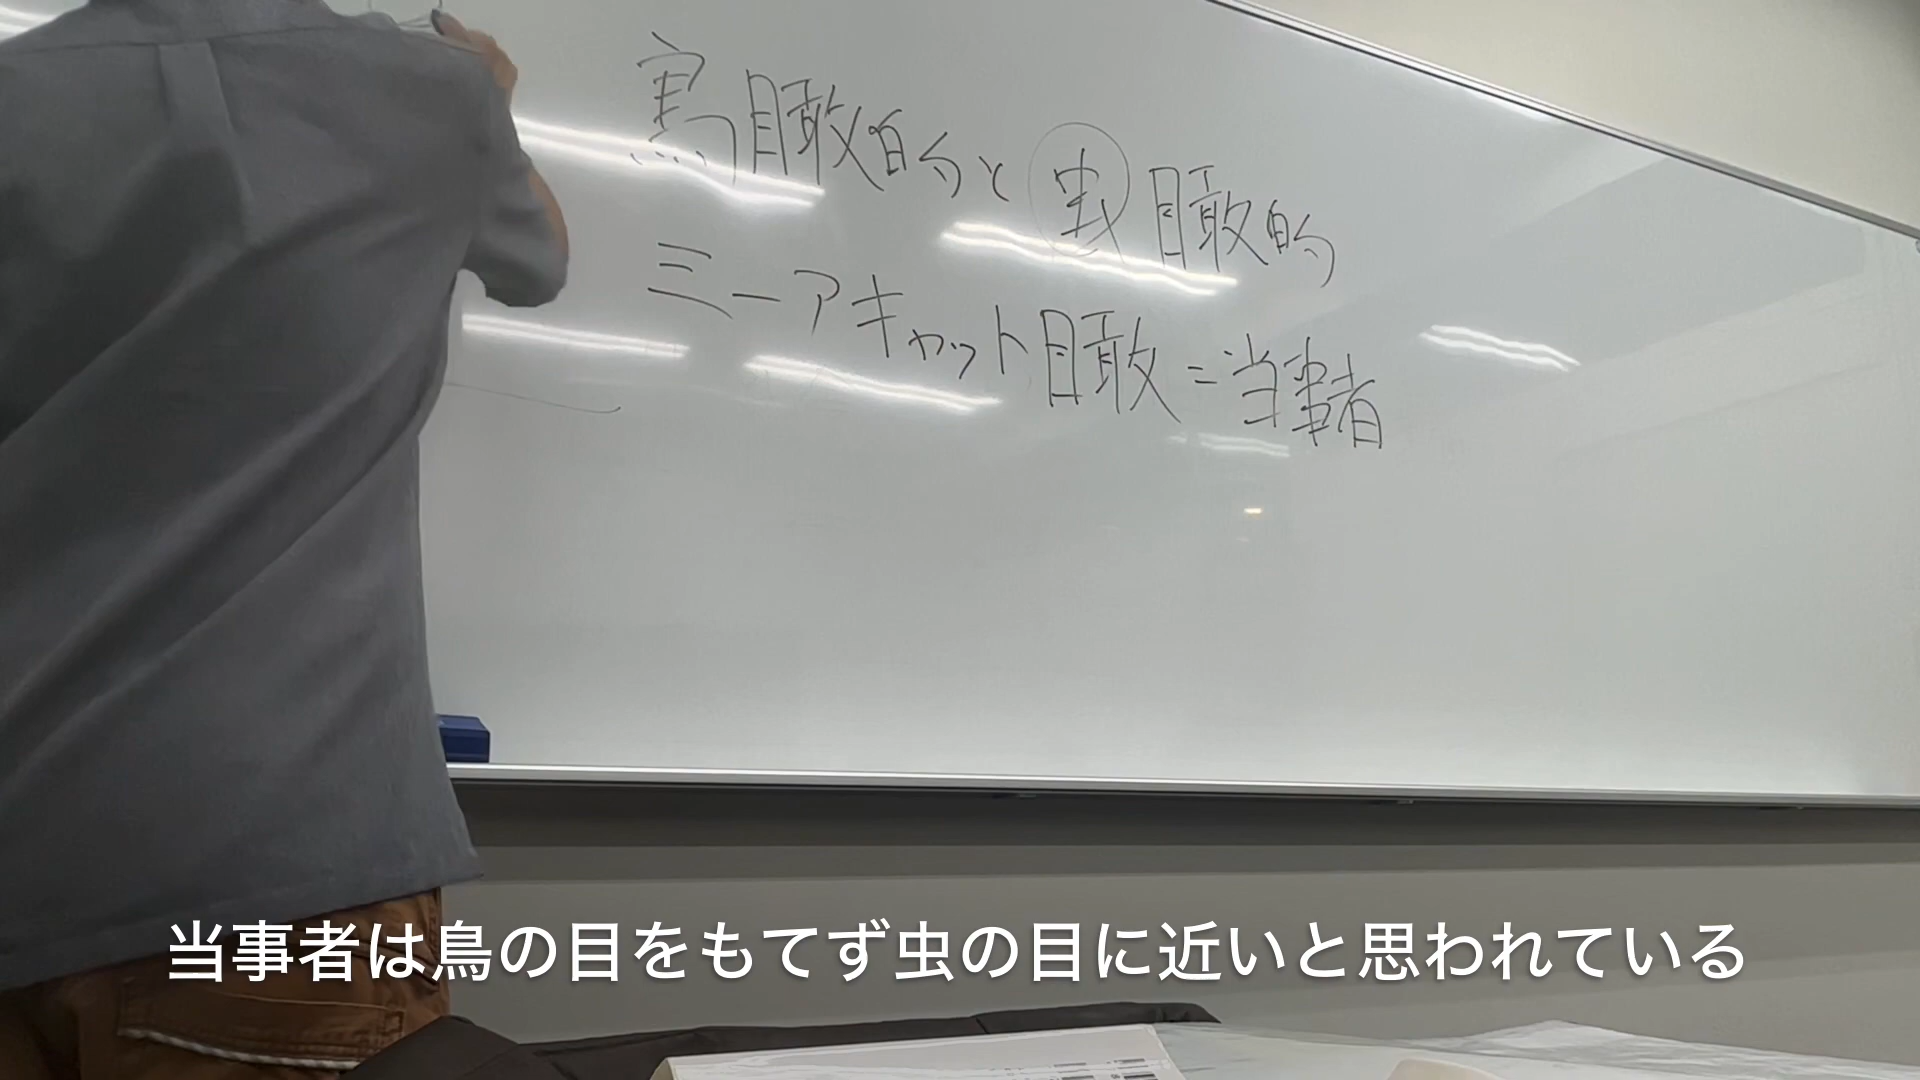 鳥瞰的と虫瞰的
ミーアキャット瞰=当事者
当事者は鳥の目をもてず虫の目に近いと思われている